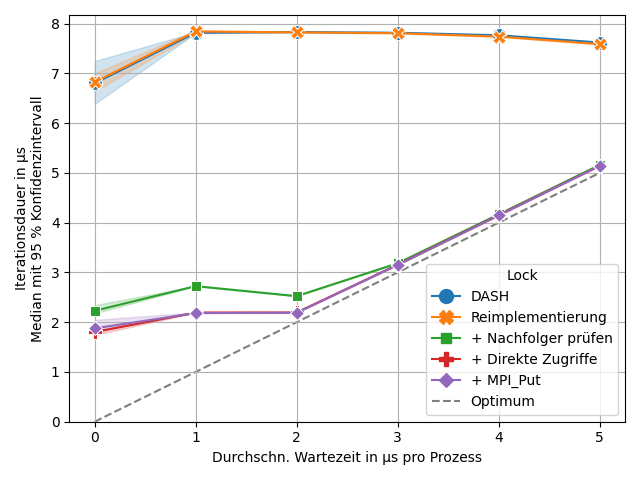 8
7
6
5
4
3
2
1
0
Iterationsdauer in µs
Median mit 95 % Konfidenzintervall
0 1 2 3 4 5
Durchschn. Wartezeit in µs pro Prozess
Lock
DASH
Reimplementierung
+ Nachfolger prüfen
+ Direkte Zugriffe
+ MPI_Put
Optimum